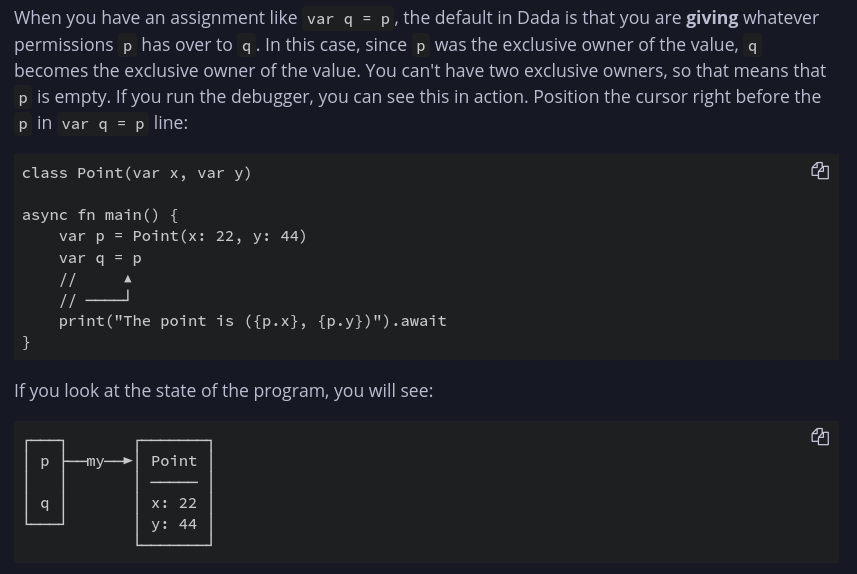 When you have an assignment like var q = p, the default in Dada is that you are giving whatever
permissions p has over to q. In this case, since p was the exclusive owner of the value, q
becomes the exclusive owner of the value. You can't have two exclusive owners, so that means that
p is empty. If you run the debugger, you can see this in action. Position the cursor right before the
p in var q = p line:
class Point(var x, var y)
async fn main() {
    var p = Point(x: 22, y: 44)
    var q = p
    //     ▲
    // ─────┘
    print("The point is ({p.x}, {p.y})").await
}
If you look at the state of the program, you will see:
p ├──my──► Point
q x: 22
y: 44